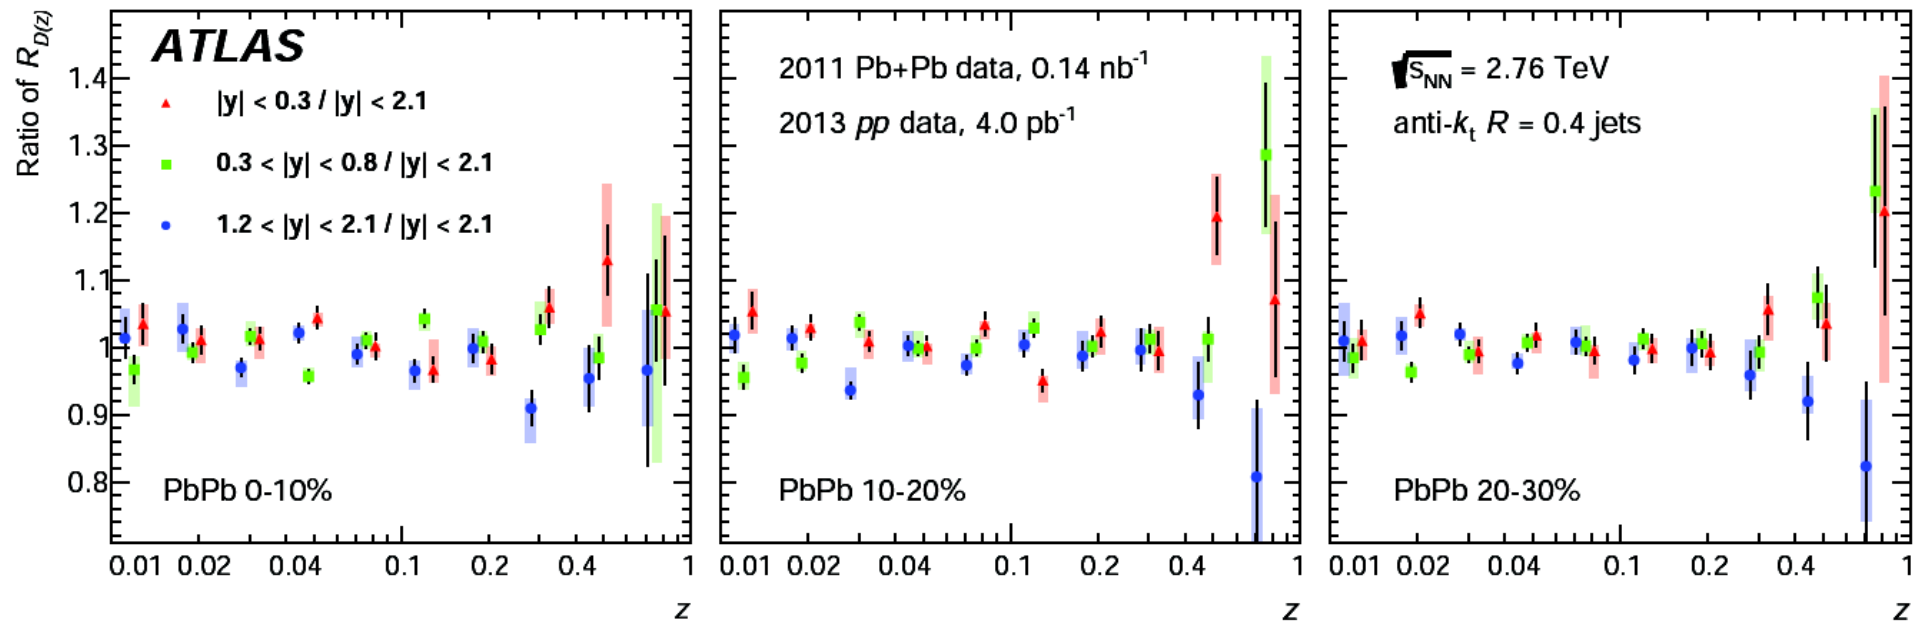 Ratio of R_D(z)
ATLAS
|y| < 0.3 / |y| < 2.1
0.3 < |y| < 0.8 / |y| < 2.1
1.2 < |y| < 2.1 / |y| < 2.1
1.4
1.3
1.2
1.1
1
0.9
0.8
PbPb 0-10%
0.01 0.02 0.04 0.1 0.2 0.4 1
z
2011 Pb+Pb data, 0.14 nb⁻¹
2013 pp data, 4.0 pb⁻¹
PbPb 10-20%
0.01 0.02 0.04 0.1 0.2 0.4 1
z
√s_NN = 2.76 TeV
anti-k_t R = 0.4 jets
PbPb 20-30%
0.01 0.02 0.04 0.1 0.2 0.4 1
z